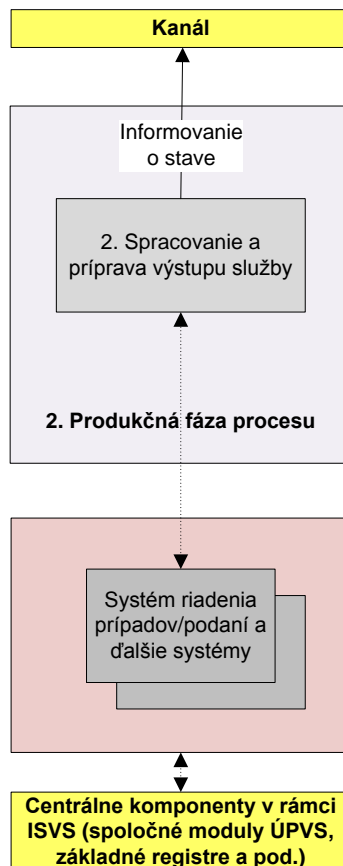 Kanál
Informovanie
o stave
2. Spracovanie a
príprava výstupu služby
2. Produkčná fáza procesu
Systém riadenia
prípadov/podaní a
ďalšie systémy
Centrálne komponenty v rámci
ISVS (spoločné moduly ÚPVS,
základné registre a pod.)